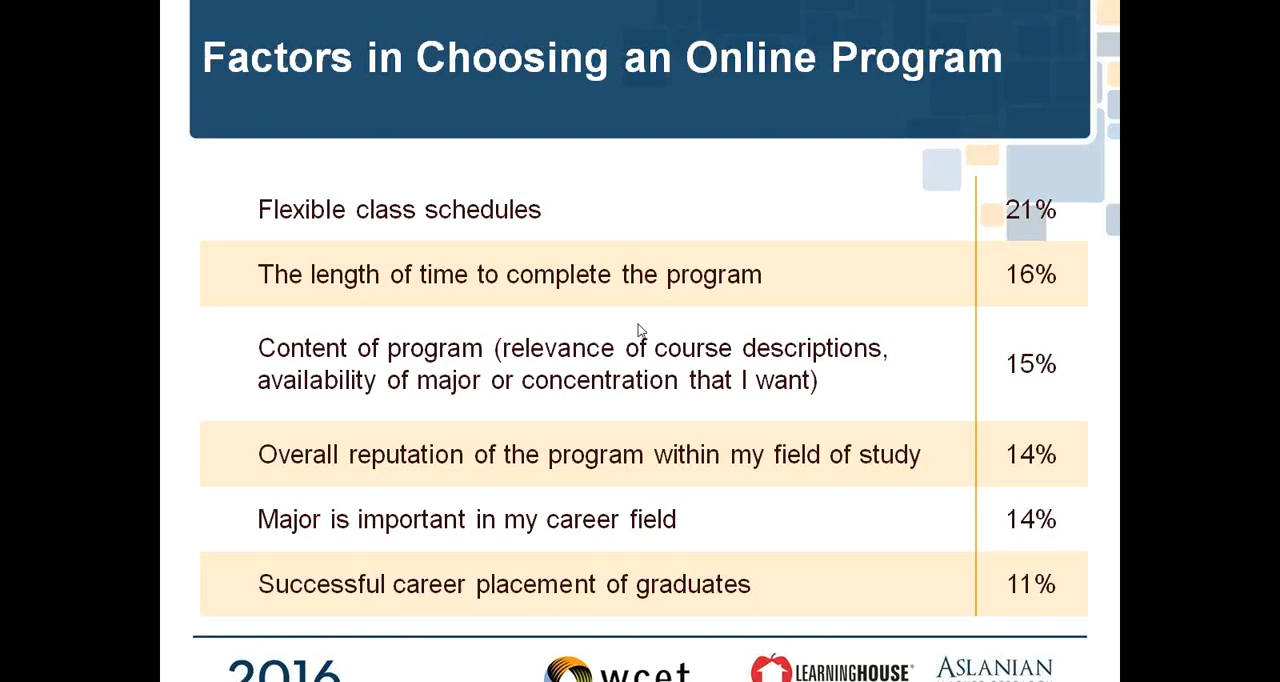 Factors in Choosing an Online Program
Flexible class schedules 21%
The length of time to complete the program 16%
Content of program (relevance of course descriptions,
availability of major or concentration that I want) 15%
Overall reputation of the program within my field of study 14%
Major is important in my career field 14%
Successful career placement of graduates 11%
2016 wcet LEARNINGHOUSE® ASLANIAN